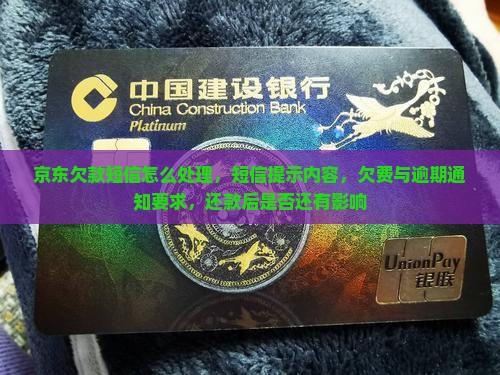 中国建设银行
China Construction Bank
Platinum
京东欠款短信怎么处理，短信提示内容，欠费与逾期通
知要求，还款后是否还有影响
UnionPay
银联